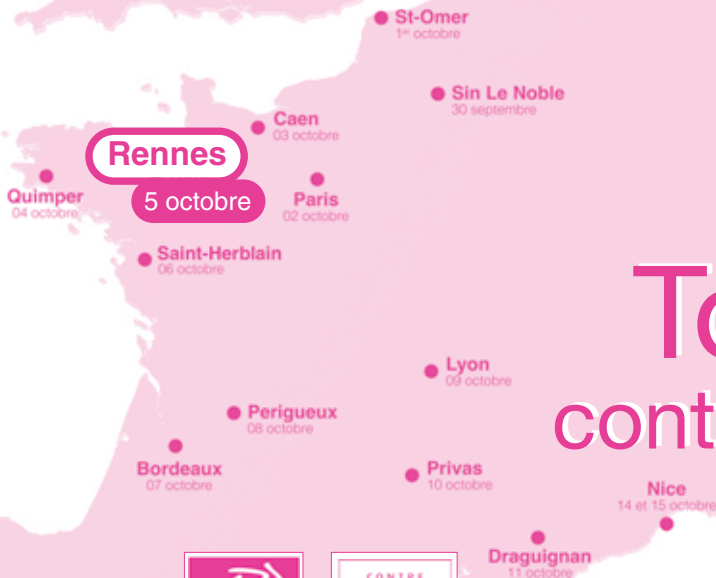 St-Omer
1er octobre
Sin Le Noble
30 septembre
Caen
03 octobre
Rennes
5 octobre
Quimper
04 octobre
Paris
02 octobre
Saint-Herblain
06 octobre
To
cont
Lyon
09 octobre
Perigueux
08 octobre
Bordeaux
07 octobre
Privas
10 octobre
Nice
14 et 15 octobre
Draguignan
11 octobre
CONTRE